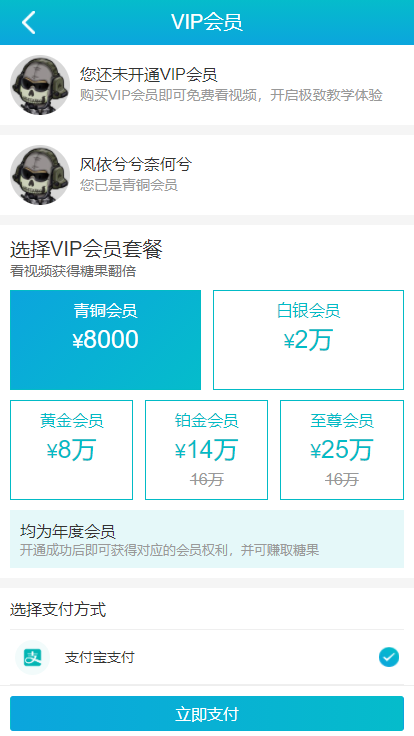 VIP会员
您还未开通VIP会员
购买VIP会员即可免费看视频，开启极致教学体验
风依兮兮奈何兮
您已是青铜会员
选择VIP会员套餐
看视频获得糖果翻倍
青铜会员
¥8000
白银会员
¥2万
黄金会员
¥8万
铂金会员
¥14万
16万
至尊会员
¥25万
16万
均为年度会员
开通成功后即可获得对应的会员权利，并可赚取糖果
选择支付方式
支付宝支付
立即支付